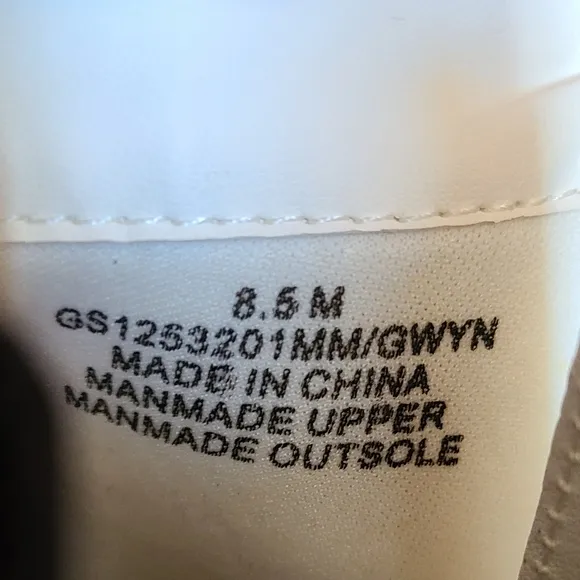 8.5 M
GS1263201MM/GWYN
MADE IN CHINA
MANMADE UPPER
MANMADE OUTSOLE